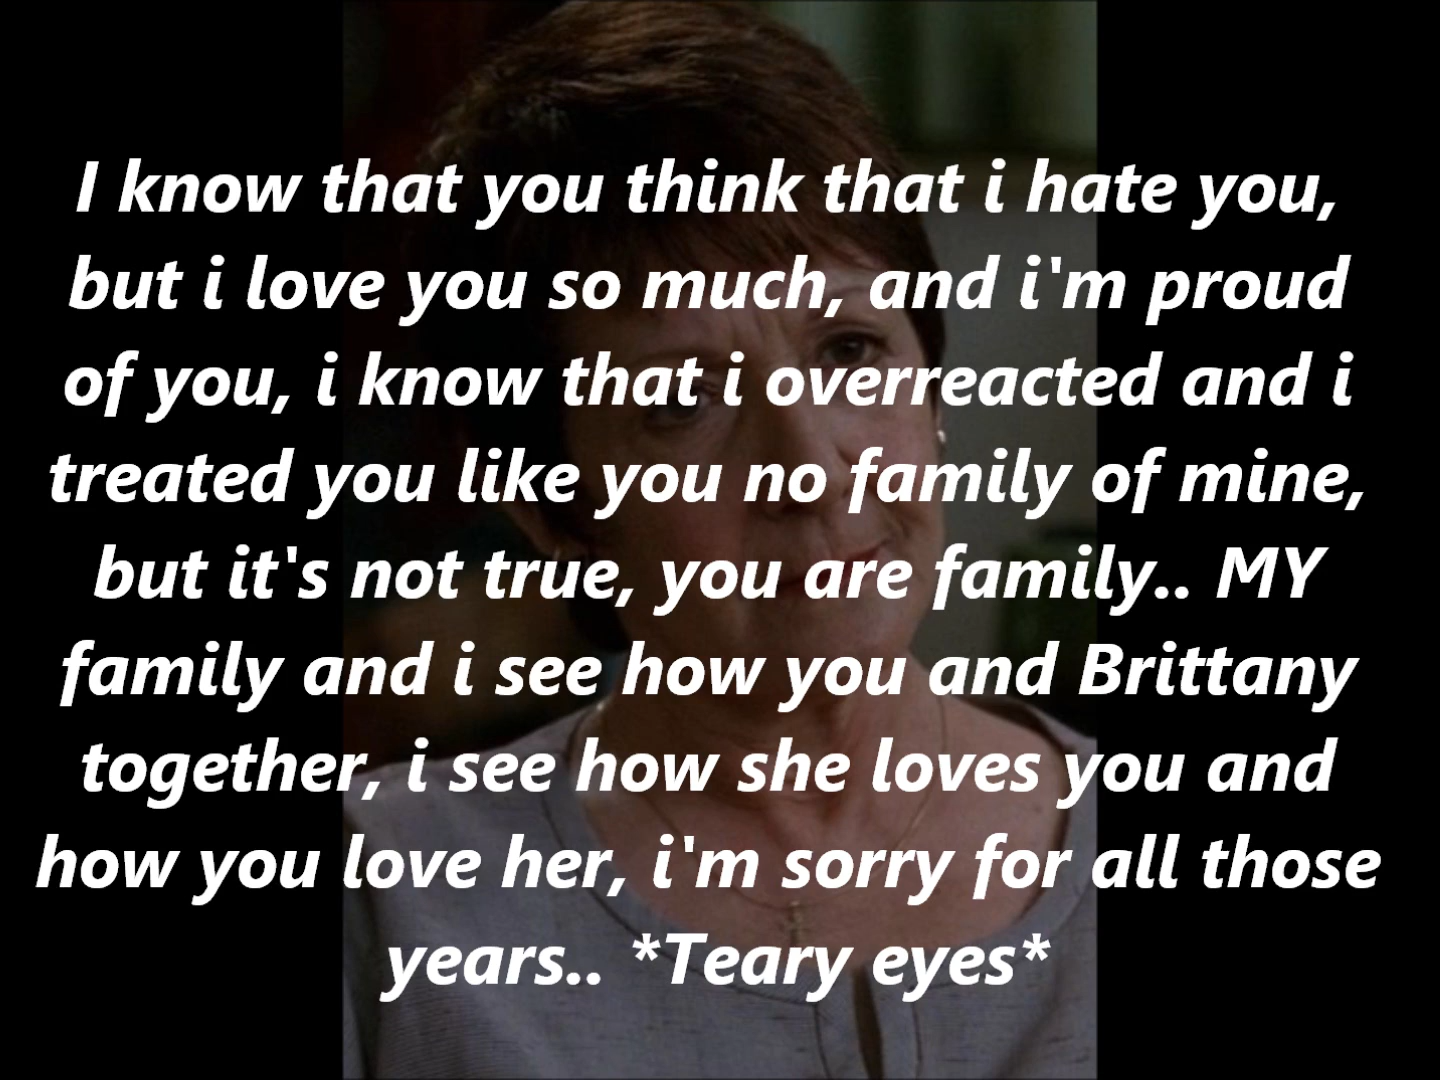 I know that you think that i hate you,
but i love you so much, and i'm proud
of you, i know that i overreacted and i
treated you like you no family of mine,
but it's not true, you are family.. MY
family and i see how you and Brittany
together, i see how she loves you and
how you love her, i'm sorry for all those
years.. *Teary eyes*